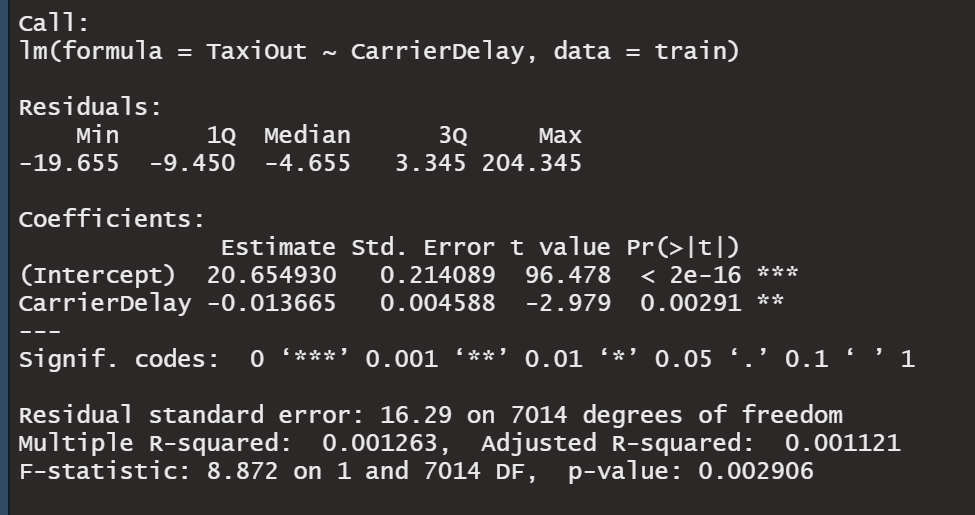 Call:
lm(formula = TaxiOut ~ CarrierDelay, data = train)
Residuals:
    Min      1Q  Median      3Q     Max
-19.655  -9.450  -4.655   3.345 204.345
Coefficients:
              Estimate Std. Error t value Pr(>|t|)
(Intercept)  20.654930   0.214089  96.478  < 2e-16 ***
CarrierDelay -0.013665   0.004588  -2.979  0.00291 **
---
Signif. codes:  0 ‘***’ 0.001 ‘**’ 0.01 ‘*’ 0.05 ‘.’ 0.1 ‘ ’ 1
Residual standard error: 16.29 on 7014 degrees of freedom
Multiple R-squared:  0.001263,	Adjusted R-squared:  0.001121
F-statistic: 8.872 on 1 and 7014 DF,  p-value: 0.002906